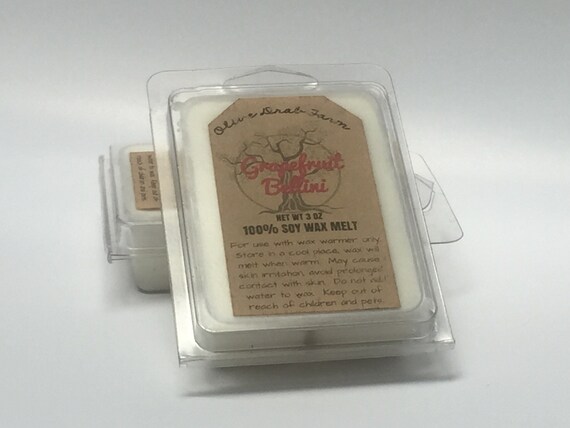 Olive Drab Farm
Grapefruit
Bellini
NET WT 3 OZ
100% SOY WAX MELT
For use with wax warmer only.
Store in a cool place, wax will
melt when warm. May cause
skin irritation, avoid prolonged
contact with skin. Do not add
water to wax. Keep out of
reach of children and pets.